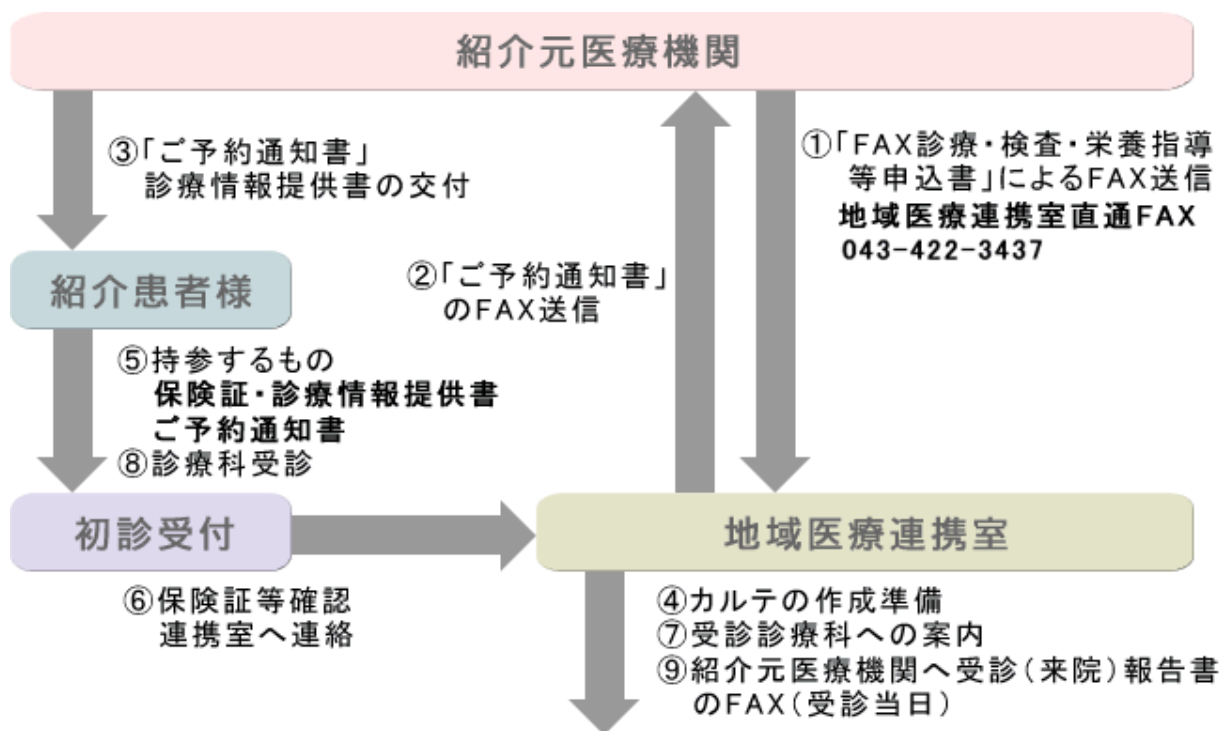 紹介元医療機関
③「ご予約通知書」
診療情報提供書の交付
①「FAX診療・検査・栄養指導
等申込書」によるFAX送信
地域医療連携室直通FAX
043-422-3437
②「ご予約通知書」
のFAX送信
紹介患者様
⑤持参するもの
保険証・診療情報提供書
ご予約通知書
⑧診療科受診
初診受付
地域医療連携室
⑥保険証等確認
連携室へ連絡
④カルテの作成準備
⑦受診診療科への案内
⑨紹介元医療機関へ受診(来院)報告書
のFAX(受診当日)